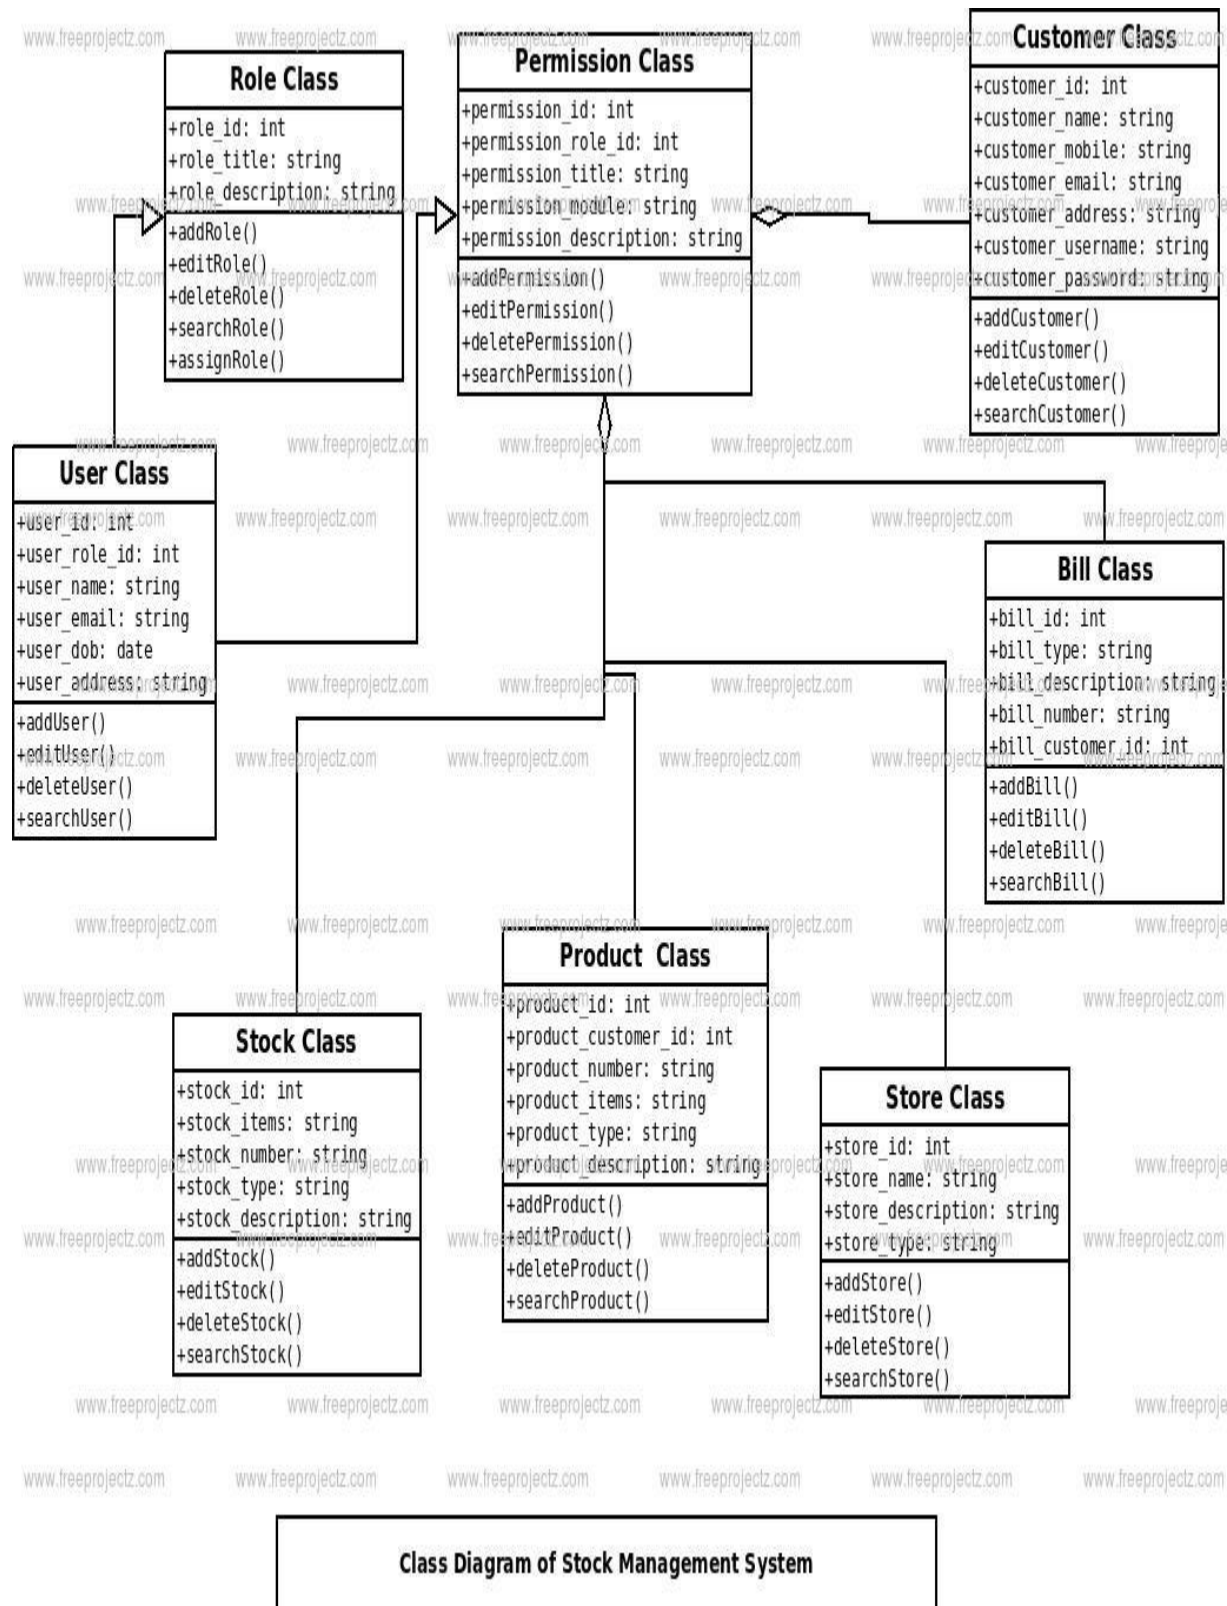 Role Class
+role_id: int
+role_title: string
+role_description: string
+addRole()
+editRole()
+deleteRole()
+searchRole()
+assignRole()
Permission Class
+permission_id: int
+permission_role_id: int
+permission_title: string
+permission_module: string
+permission_description: string
+addPermission()
+editPermission()
+deletePermission()
+searchPermission()
Customer Class
+customer_id: int
+customer_name: string
+customer_mobile: string
+customer_email: string
+customer_address: string
+customer_username: string
+customer_password: string
+addCustomer()
+editCustomer()
+deleteCustomer()
+searchCustomer()
User Class
+user_id: int
+user_role_id: int
+user_name: string
+user_email: string
+user_dob: date
+user_address: string
+addUser()
+editUser()
+deleteUser()
+searchUser()
Bill Class
+bill_id: int
+bill_type: string
+bill_description: string
+bill_number: string
+bill_customer_id: int
+addBill()
+editBill()
+deleteBill()
+searchBill()
Stock Class
+stock_id: int
+stock_items: string
+stock_number: string
+stock_type: string
+stock_description: string
+addStock()
+editStock()
+deleteStock()
+searchStock()
Product Class
+product_id: int
+product_customer_id: int
+product_number: string
+product_items: string
+product_type: string
+product_description: string
+addProduct()
+editProduct()
+deleteProduct()
+searchProduct()
Store Class
+store_id: int
+store_name: string
+store_description: string
+store_type: string
+addStore()
+editStore()
+deleteStore()
+searchStore()
Class Diagram of Stock Management System
www.freeprojectz.com